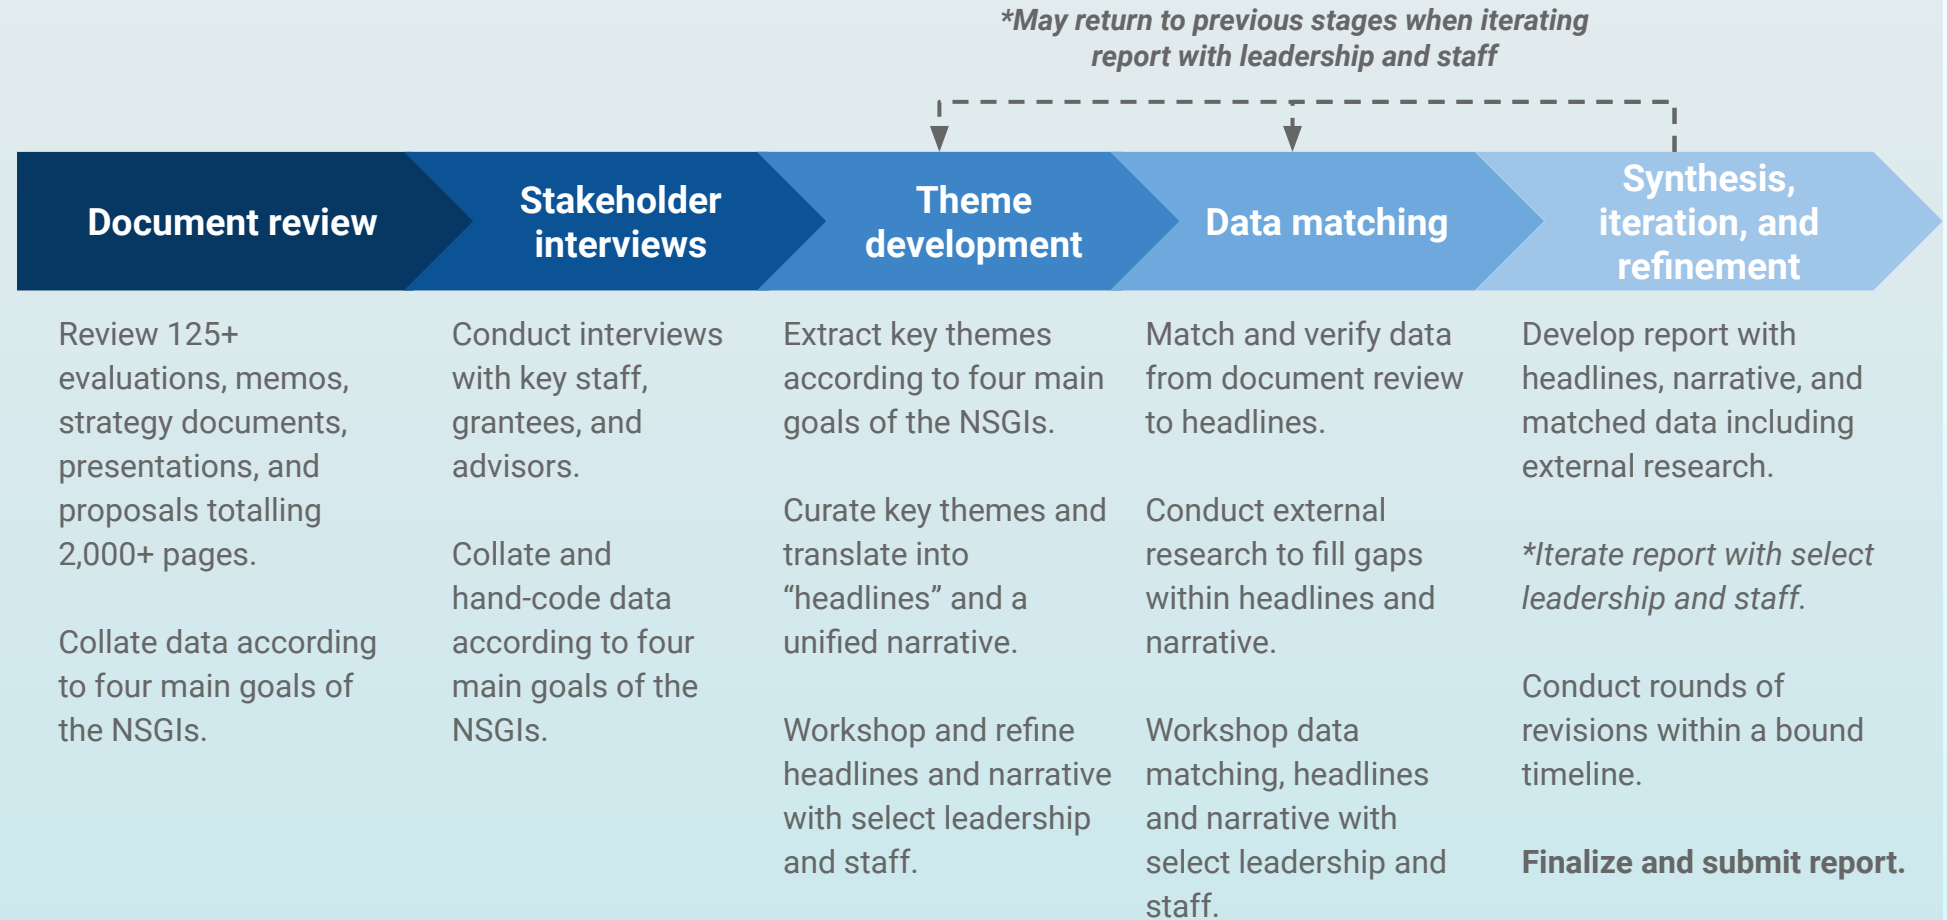 *May return to previous stages when iterating
report with leadership and staff
Document review
Stakeholder
interviews
Theme
development
Data matching
Synthesis,
iteration, and
refinement
Review 125+
evaluations, memos,
strategy documents,
presentations, and
proposals totalling
2,000+ pages.
Collate data according
to four main goals of
the NSGIs.
Conduct interviews
with key staff,
grantees, and
advisors.
Collate and
hand-code data
according to four
main goals of the
NSGIs.
Extract key themes
according to four main
goals of the NSGIs.
Curate key themes and
translate into
“headlines” and a
unified narrative.
Workshop and refine
headlines and narrative
with select leadership
and staff.
Match and verify data
from document review
to headlines.
Conduct external
research to fill gaps
within headlines and
narrative.
Workshop data
matching, headlines
and narrative with
select leadership and
staff.
Develop report with
headlines, narrative, and
matched data including
external research.
*Iterate report with select
leadership and staff.
Conduct rounds of
revisions within a bound
timeline.
Finalize and submit report.